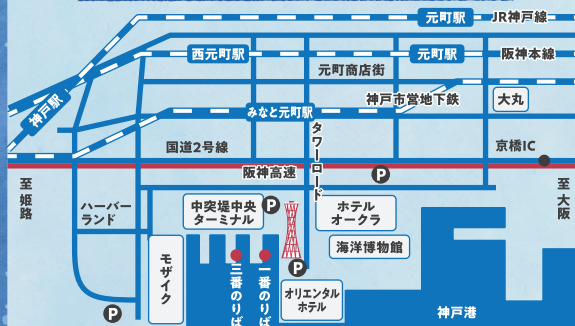 元町駅
JR神戸線
西元町駅
元町駅
阪神本線
元町商店街
神戸駅
神戸市営地下鉄
大丸
みなと元町駅
タワーロード
国道2号線
京橋IC
阪神高速
P
至姫路
至大阪
ハーバー
ランド
中突堤中央
ターミナル
P
ホテル
オークラ
海洋博物館
モザイク
三番のりば
一番のりば
P
オリエンタル
ホテル
P
神戸港